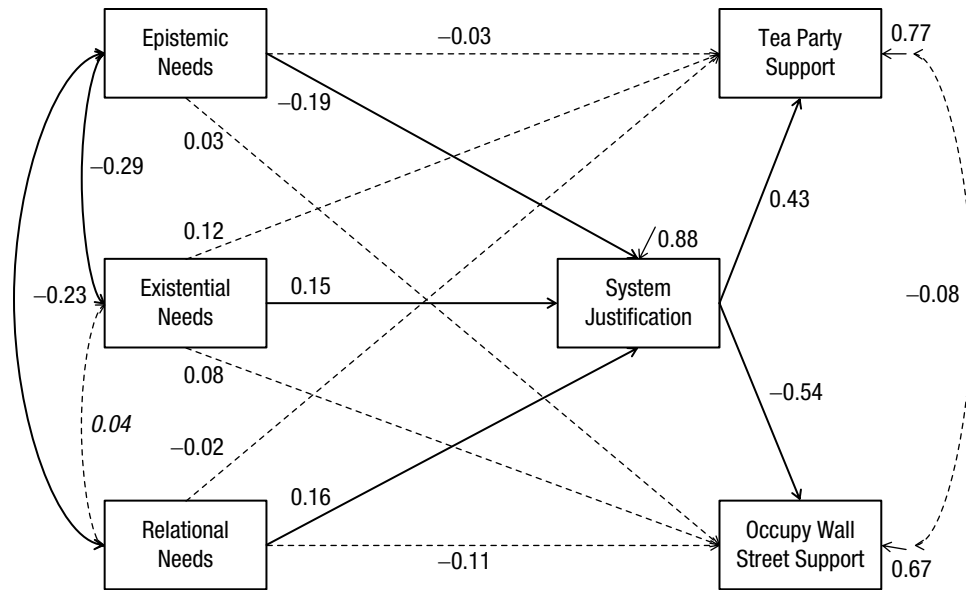 Epistemic
Needs
−0.03
Tea Party
Support
0.77
−0.19
0.03
−0.29
0.43
0.12
0.88
Existential
Needs
0.15
System
Justification
−0.23
−0.08
0.08
−0.54
0.04
−0.02
0.16
Relational
Needs
−0.11
Occupy Wall
Street Support
0.67